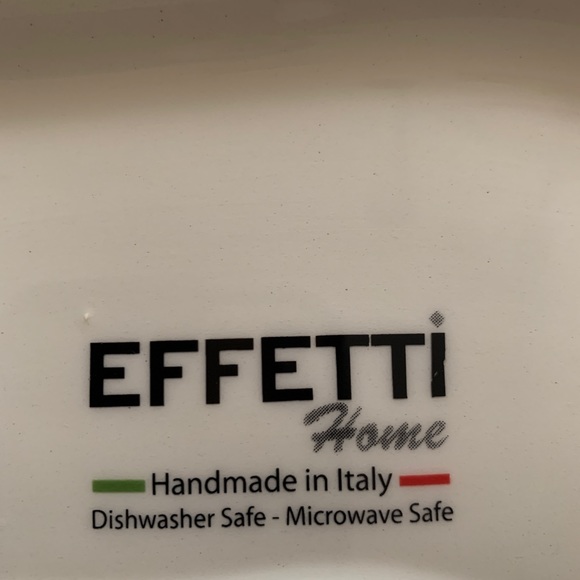 EFFETTi
Home
Handmade in Italy
Dishwasher Safe - Microwave Safe